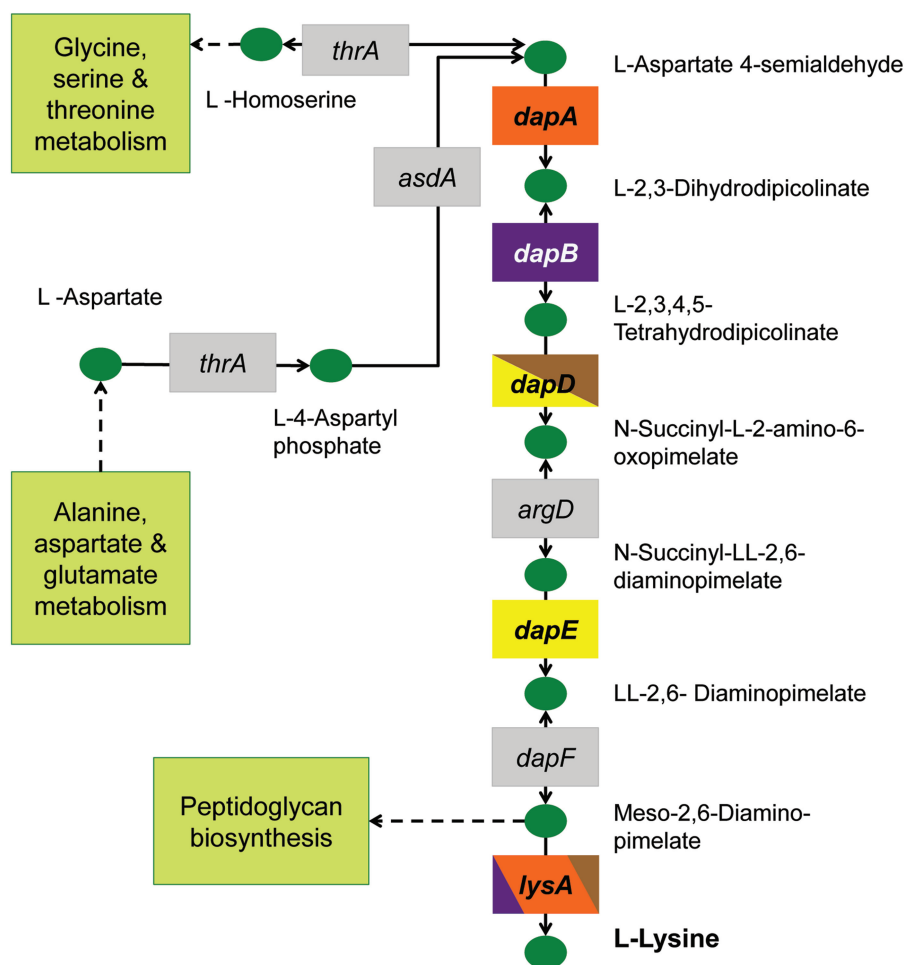 Glycine,
serine &
threonine
metabolism
thrA
L -Homoserine
L-Aspartate 4-semialdehyde
dapA
asdA
L-2,3-Dihydrodipicolinate
dapB
L -Aspartate
L-2,3,4,5-
Tetrahydrodipicolinate
thrA
dapD
L-4-Aspartyl
phosphate
N-Succinyl-L-2-amino-6-
oxopimelate
Alanine,
aspartate &
glutamate
metabolism
argD
N-Succinyl-LL-2,6-
diaminopimelate
dapE
LL-2,6- Diaminopimelate
dapF
Peptidoglycan
biosynthesis
Meso-2,6-Diamino-
pimelate
lysA
L-Lysine